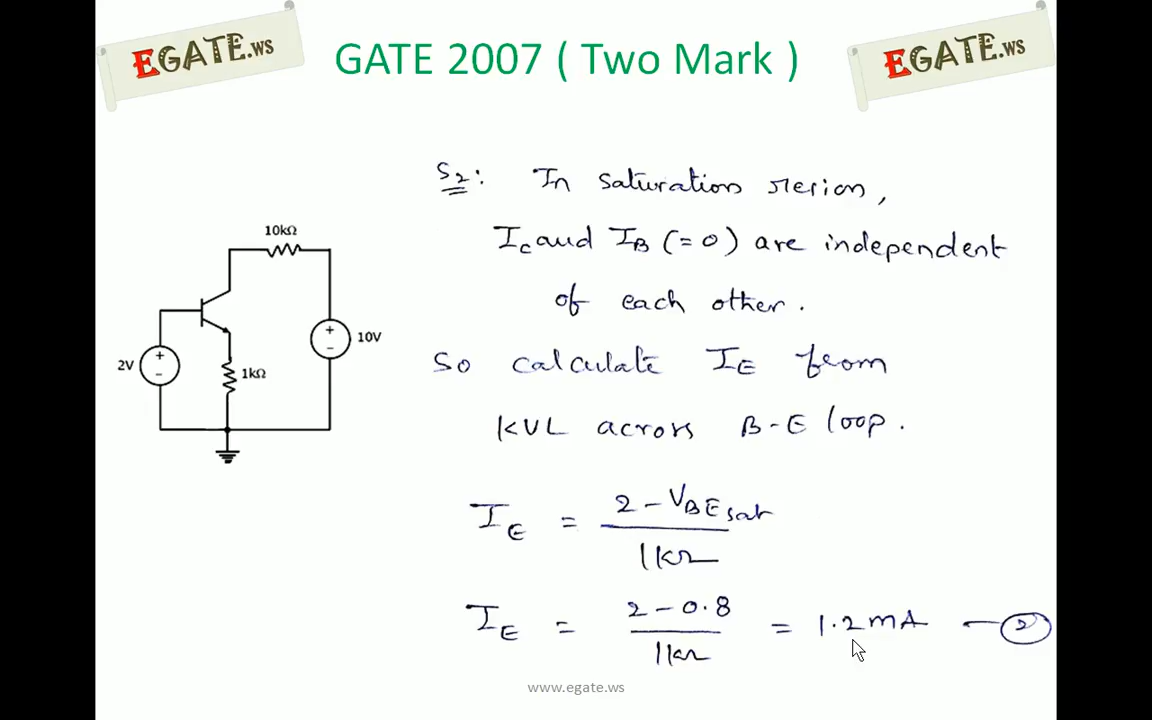 EGATE.ws
GATE 2007 ( Two Mark )
EGATE.ws
S2: In saturation region,
IC and IB (=0) are independent
of each other.
So calculate IE from
KVL across B-E loop.
IE = 2 - VBEsat
1kΩ
IE = 2 - 0.8 = 1.2mA — 2
1kΩ
10kΩ
10V
2V
1kΩ
www.egate.ws